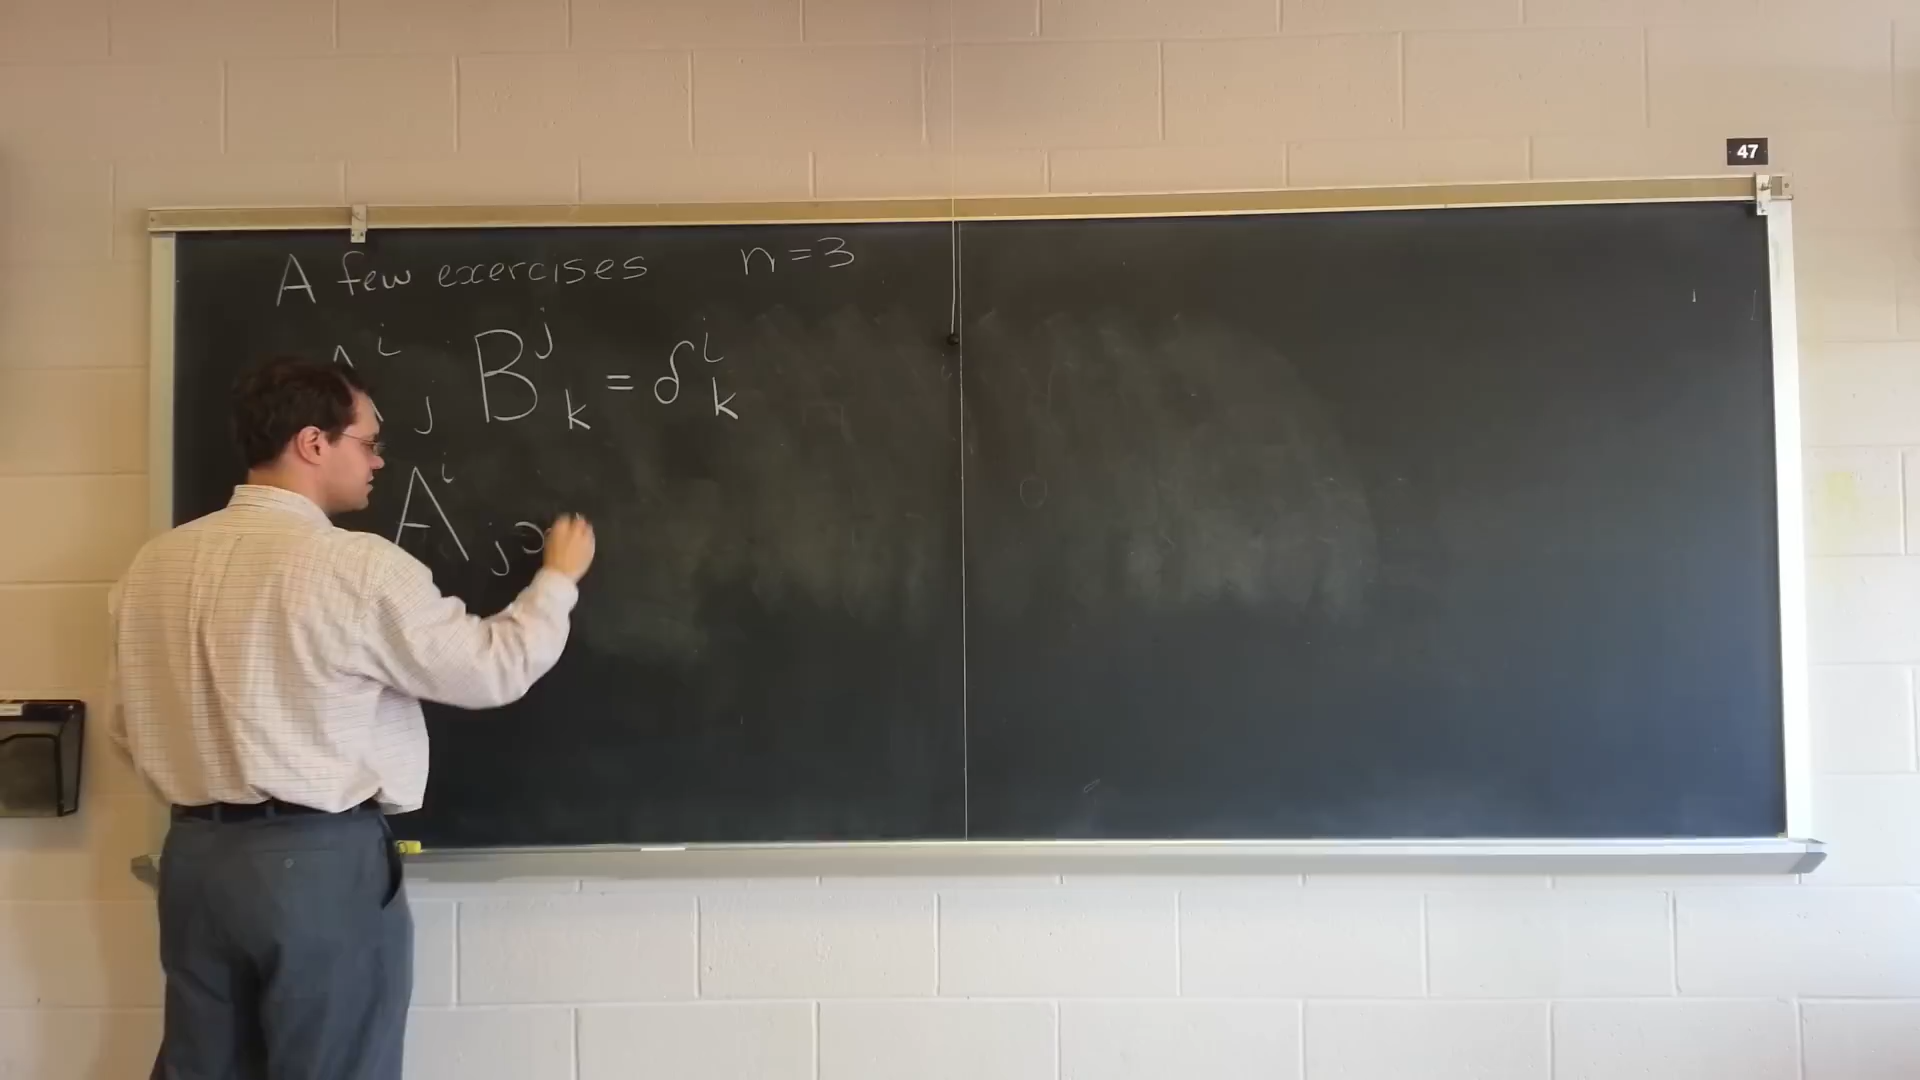 47
A few exercises n=3
A^i_j B^j_k = δ^i_k
A^i_j